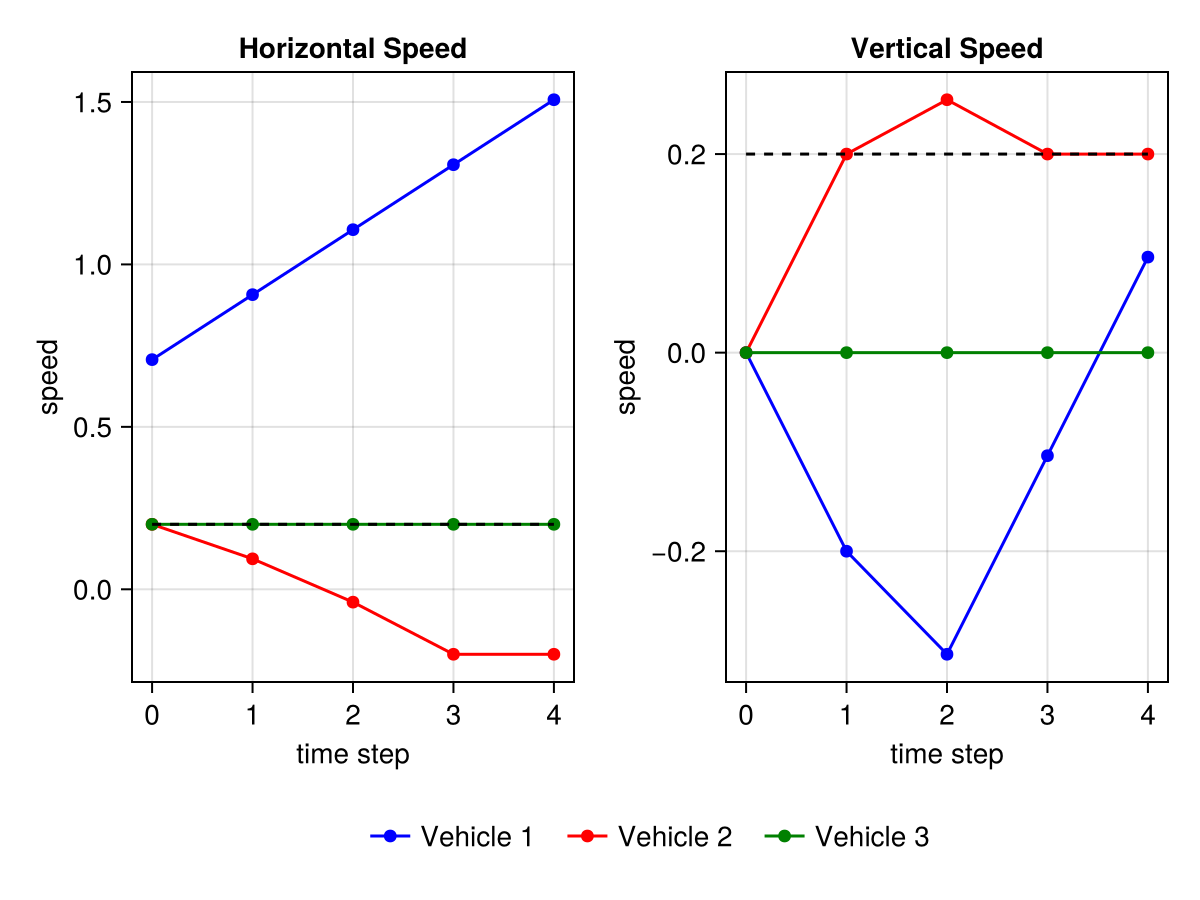 Horizontal Speed
1.5
1.0
0.5
0.0
speed
0 1 2 3 4
time step
Vertical Speed
0.2
0.0
−0.2
speed
0 1 2 3 4
time step
Vehicle 1 Vehicle 2 Vehicle 3